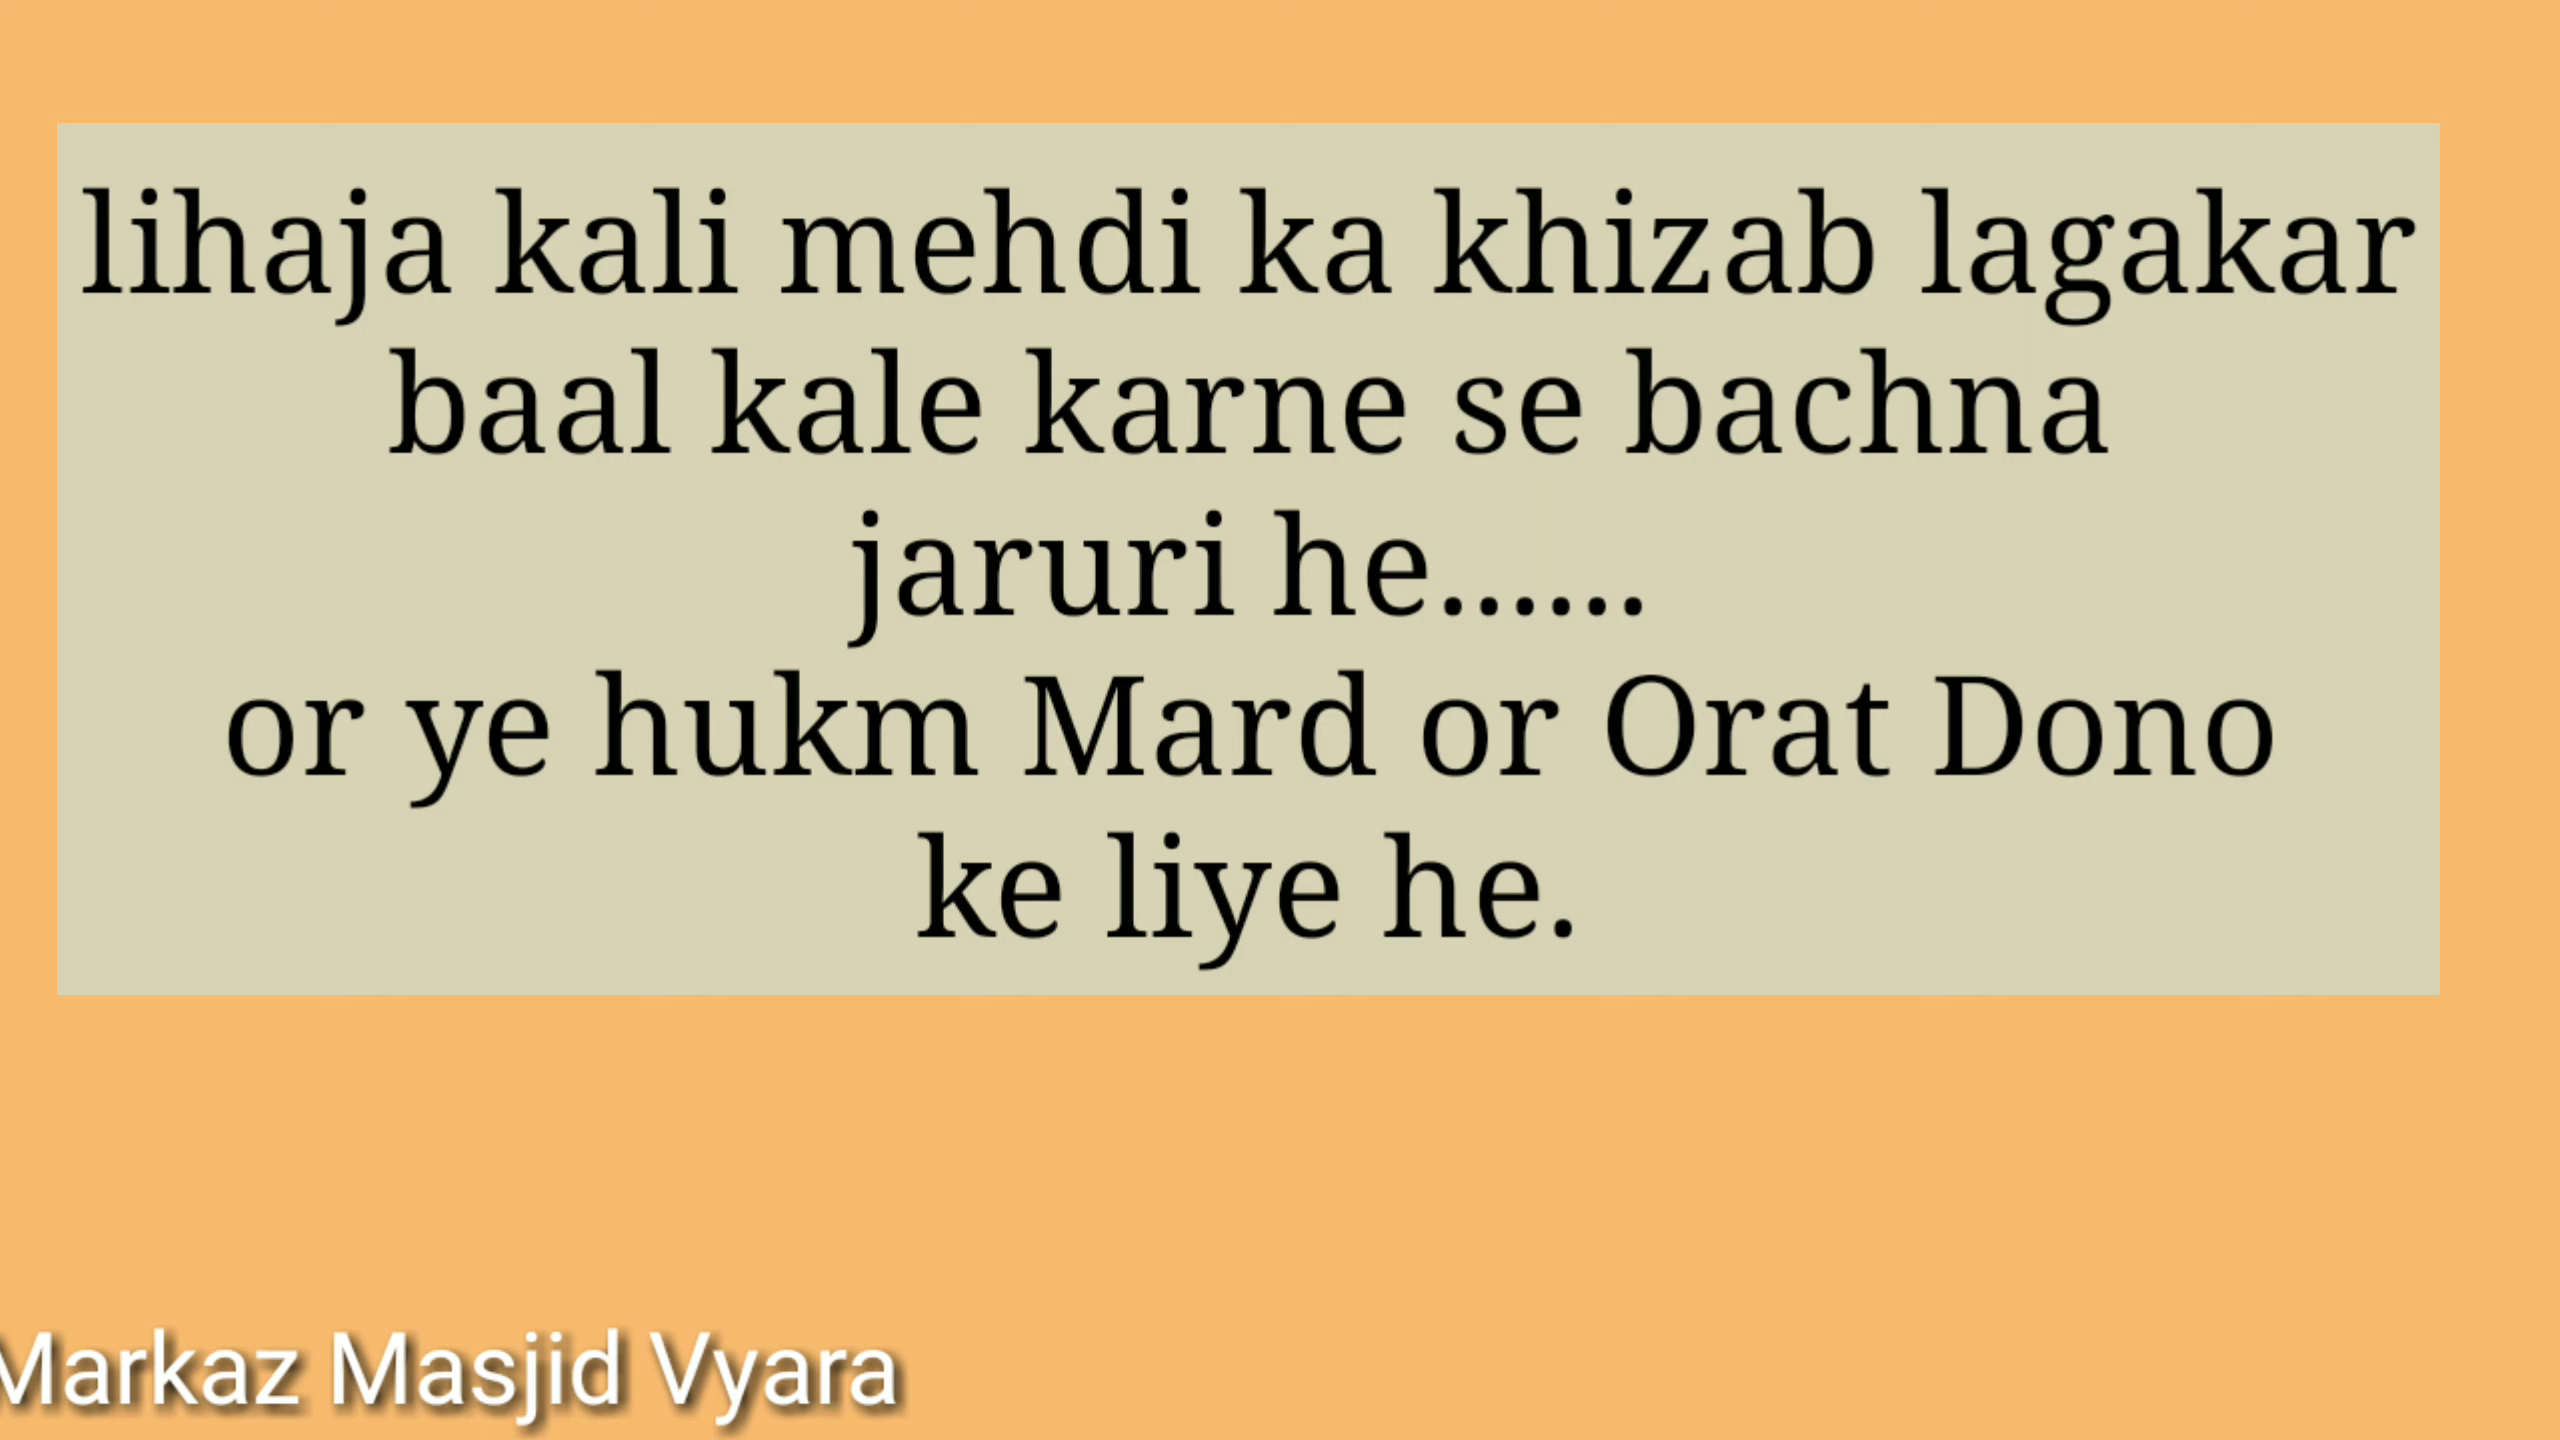 lihaja kali mehdi ka khizab lagakar
baal kale karne se bachna
jaruri he......
or ye hukm Mard or Orat Dono
ke liye he.
Markaz Masjid Vyara